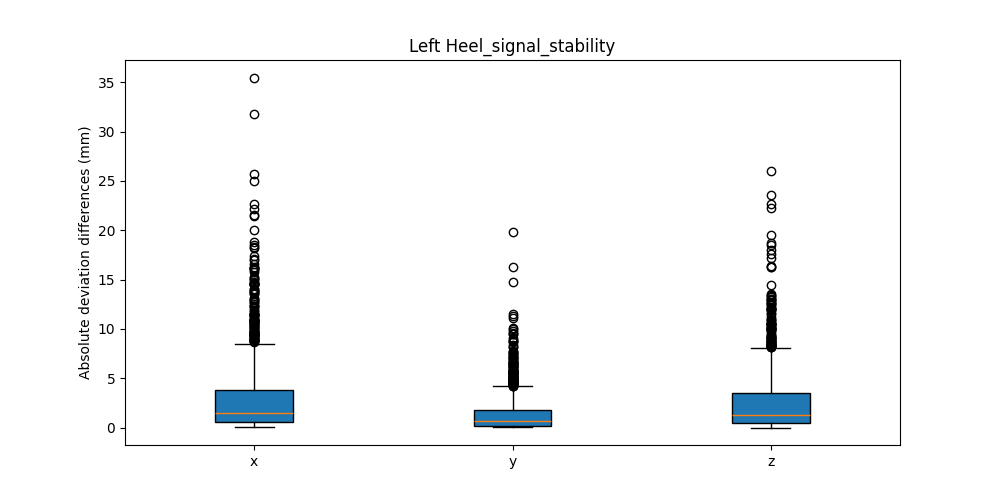 Left Heel_signal_stability
Absolute deviation differences (mm)
35
30
25
20
15
10
5
0
x y z